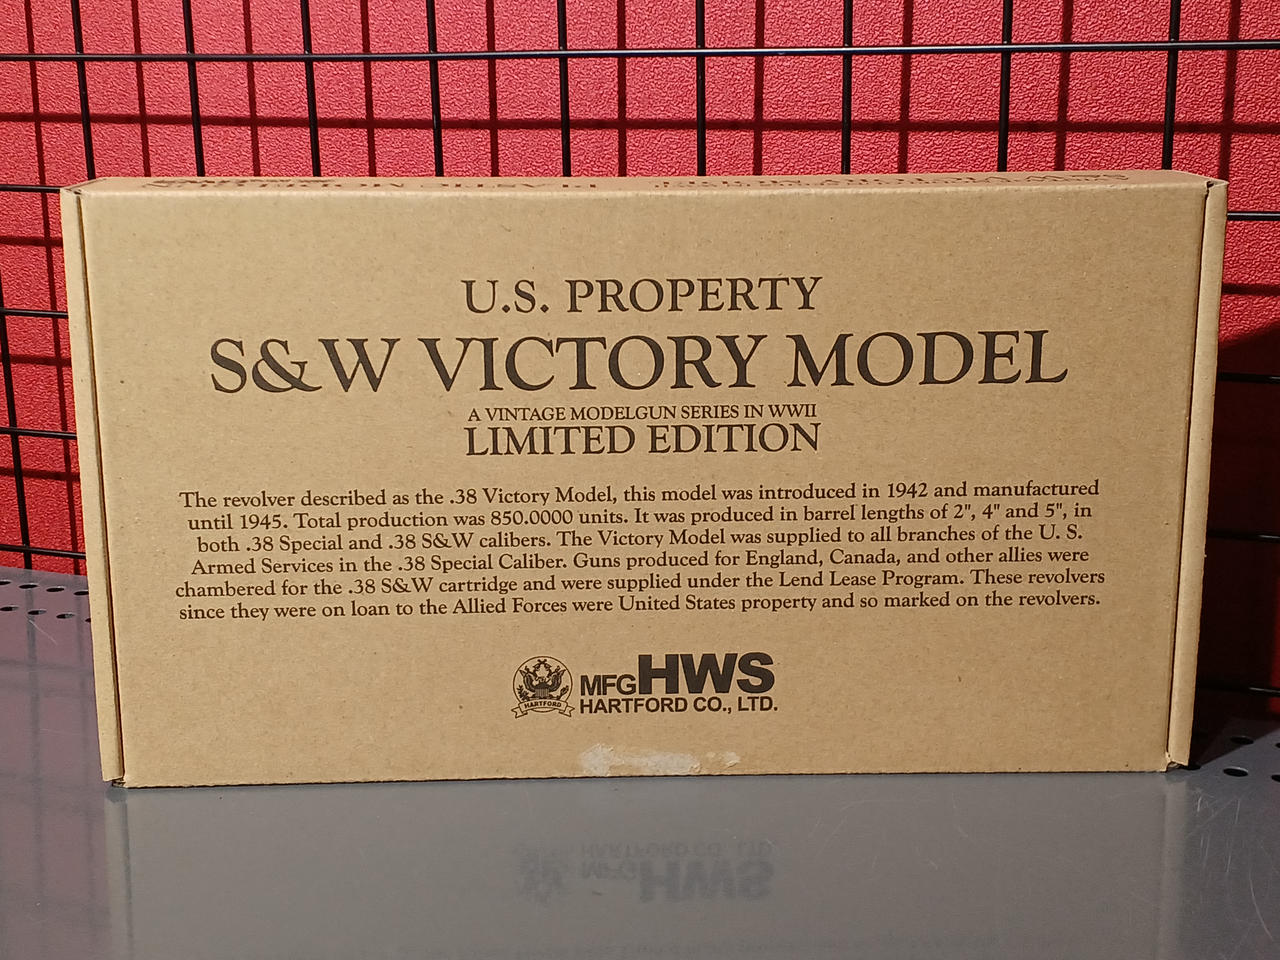 U.S. PROPERTY
S&W VICTORY MODEL
A VINTAGE MODELGUN SERIES IN WWII
LIMITED EDITION
The revolver described as the .38 Victory Model, this model was introduced in 1942 and manufactured
until 1945. Total production was 850.0000 units. It was produced in barrel lengths of 2", 4" and 5", in
both .38 Special and .38 S&W calibers. The Victory Model was supplied to all branches of the U. S.
Armed Services in the .38 Special Caliber. Guns produced for England, Canada, and other allies were
chambered for the .38 S&W cartridge and were supplied under the Lend Lease Program. These revolvers
since they were on loan to the Allied Forces were United States property and so marked on the revolvers.
HARTFORD
MFG HWS
HARTFORD CO., LTD.